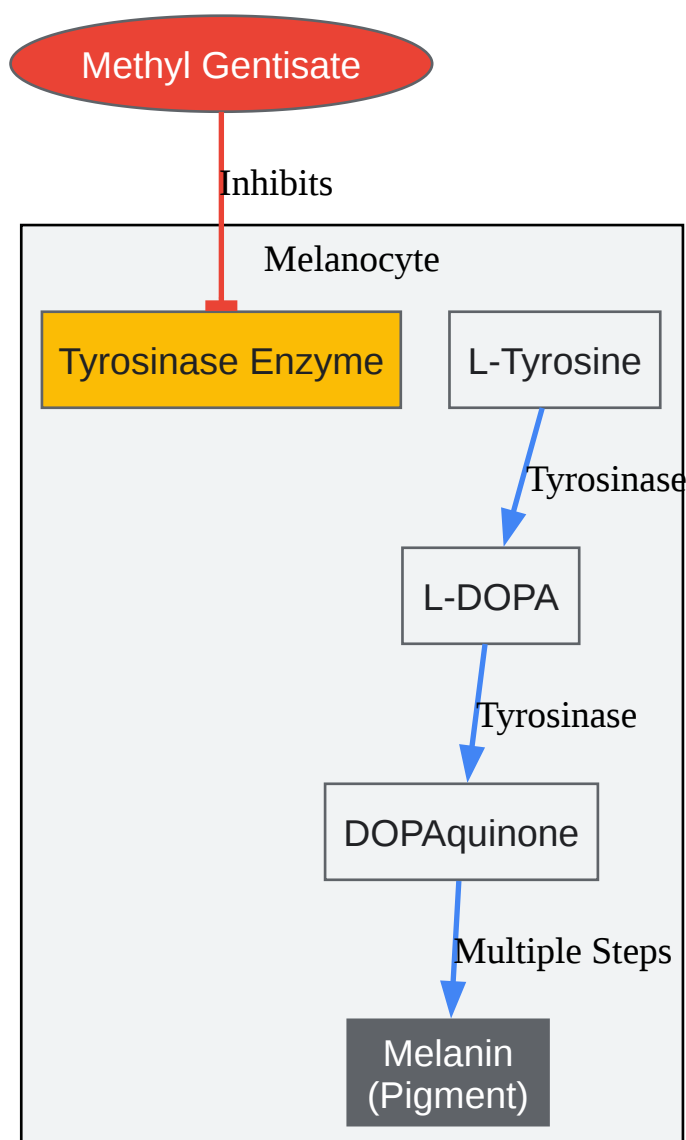 Methyl Gentisate
Inhibits
Melanocyte
Tyrosinase Enzyme
L-Tyrosine
Tyrosinase
L-DOPA
Tyrosinase
DOPAquinone
Multiple Steps
Melanin
(Pigment)